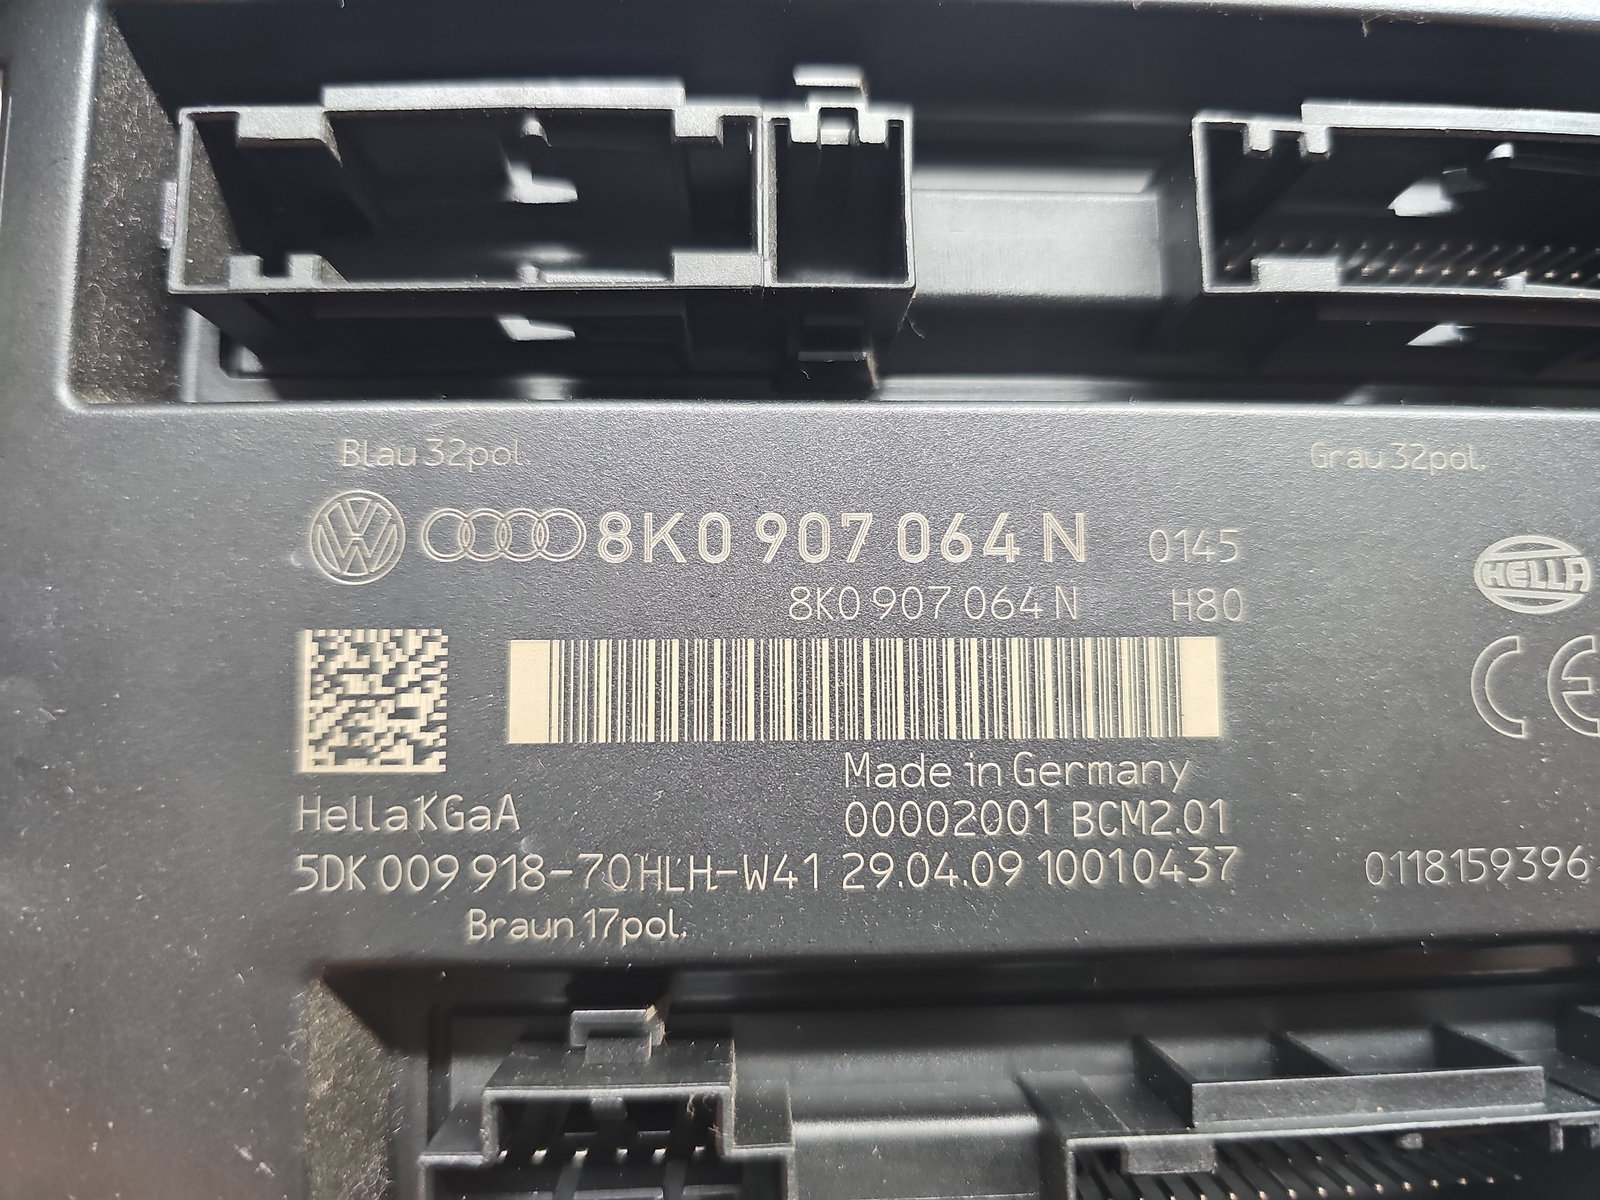 Blau 32pol.
Grau 32pol.
8K0 907 064 N 0145
8K0 907 064 N H80
HELLA
CE
Made in Germany
HellaKGaA 00002001 BCM2.01
5DK 009 918-70 HLH-W41 29.04.09 10010437 0118159396
Braun 17pol.